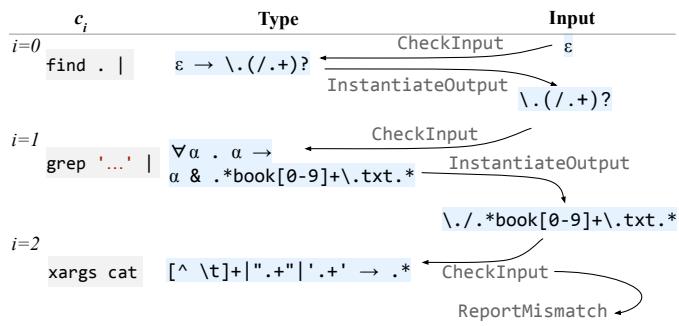 c_i Type Input
i=0 CheckInput ε
find . | ε → \.(/.+)?
InstantiateOutput
\.(/.+)?
i=1 CheckInput
∀α . α →
grep '...' | α & .*book[0-9]+\.txt.*
InstantiateOutput
\./.*book[0-9]+\.txt.*
i=2
xargs cat [^ \t]+|".+"|'.+' → .*
CheckInput
ReportMismatch